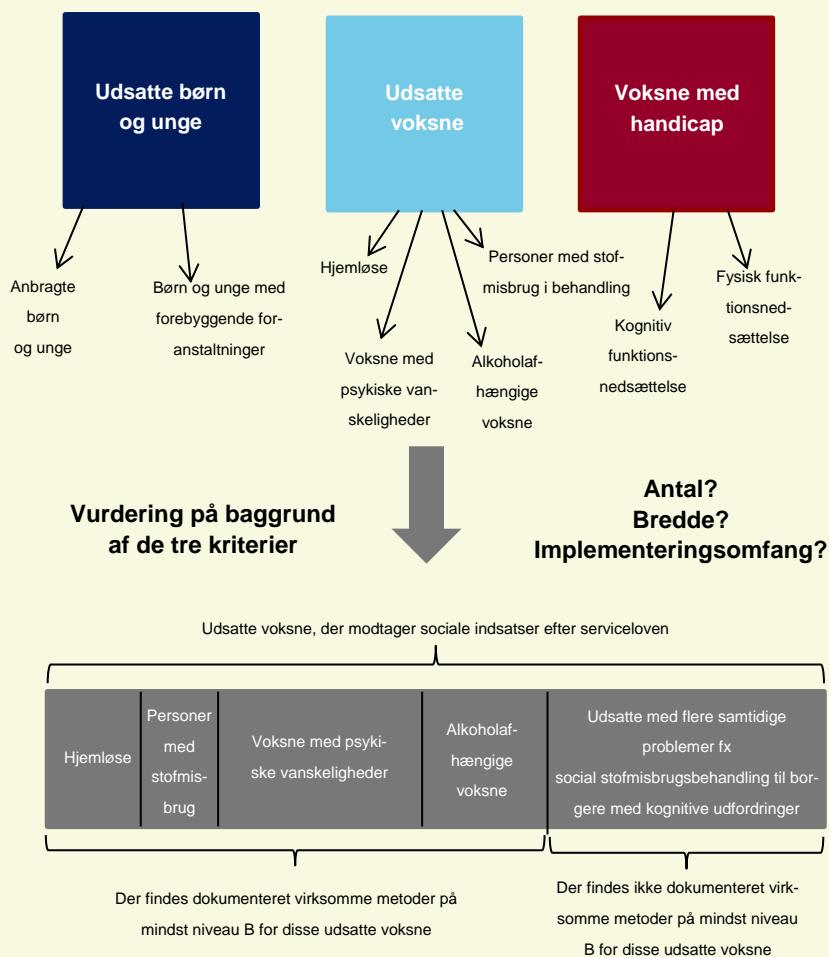 Udsatte børn
og unge
Udsatte
voksne
Voksne med
handicap
Anbragte
børn
og unge
Børn og unge med
forebyggende for-
anstaltninger
Hjemløse
Voksne med
psykiske van-
skeligheder
Alkoholaf-
hængige
voksne
Personer med stof-
misbrug i behandling
Kognitiv
funktions-
nedsættelse
Fysisk funk-
tionsned-
sættelse
Vurdering på baggrund
af de tre kriterier
Antal?
Bredde?
Implementeringsomfang?
Udsatte voksne, der modtager sociale indsatser efter serviceloven
Hjemløse
Personer
med
stofmis-
brug
Voksne med psyki-
ske vanskeligheder
Alkoholaf-
hængige
voksne
Udsatte med flere samtidige
problemer fx
social stofmisbrugsbehandling til bor-
gere med kognitive udfordringer
Der findes dokumenteret virksomme metoder på
mindst niveau B for disse udsatte voksne
Der findes ikke dokumenteret virk-
somme metoder på mindst niveau
B for disse udsatte voksne